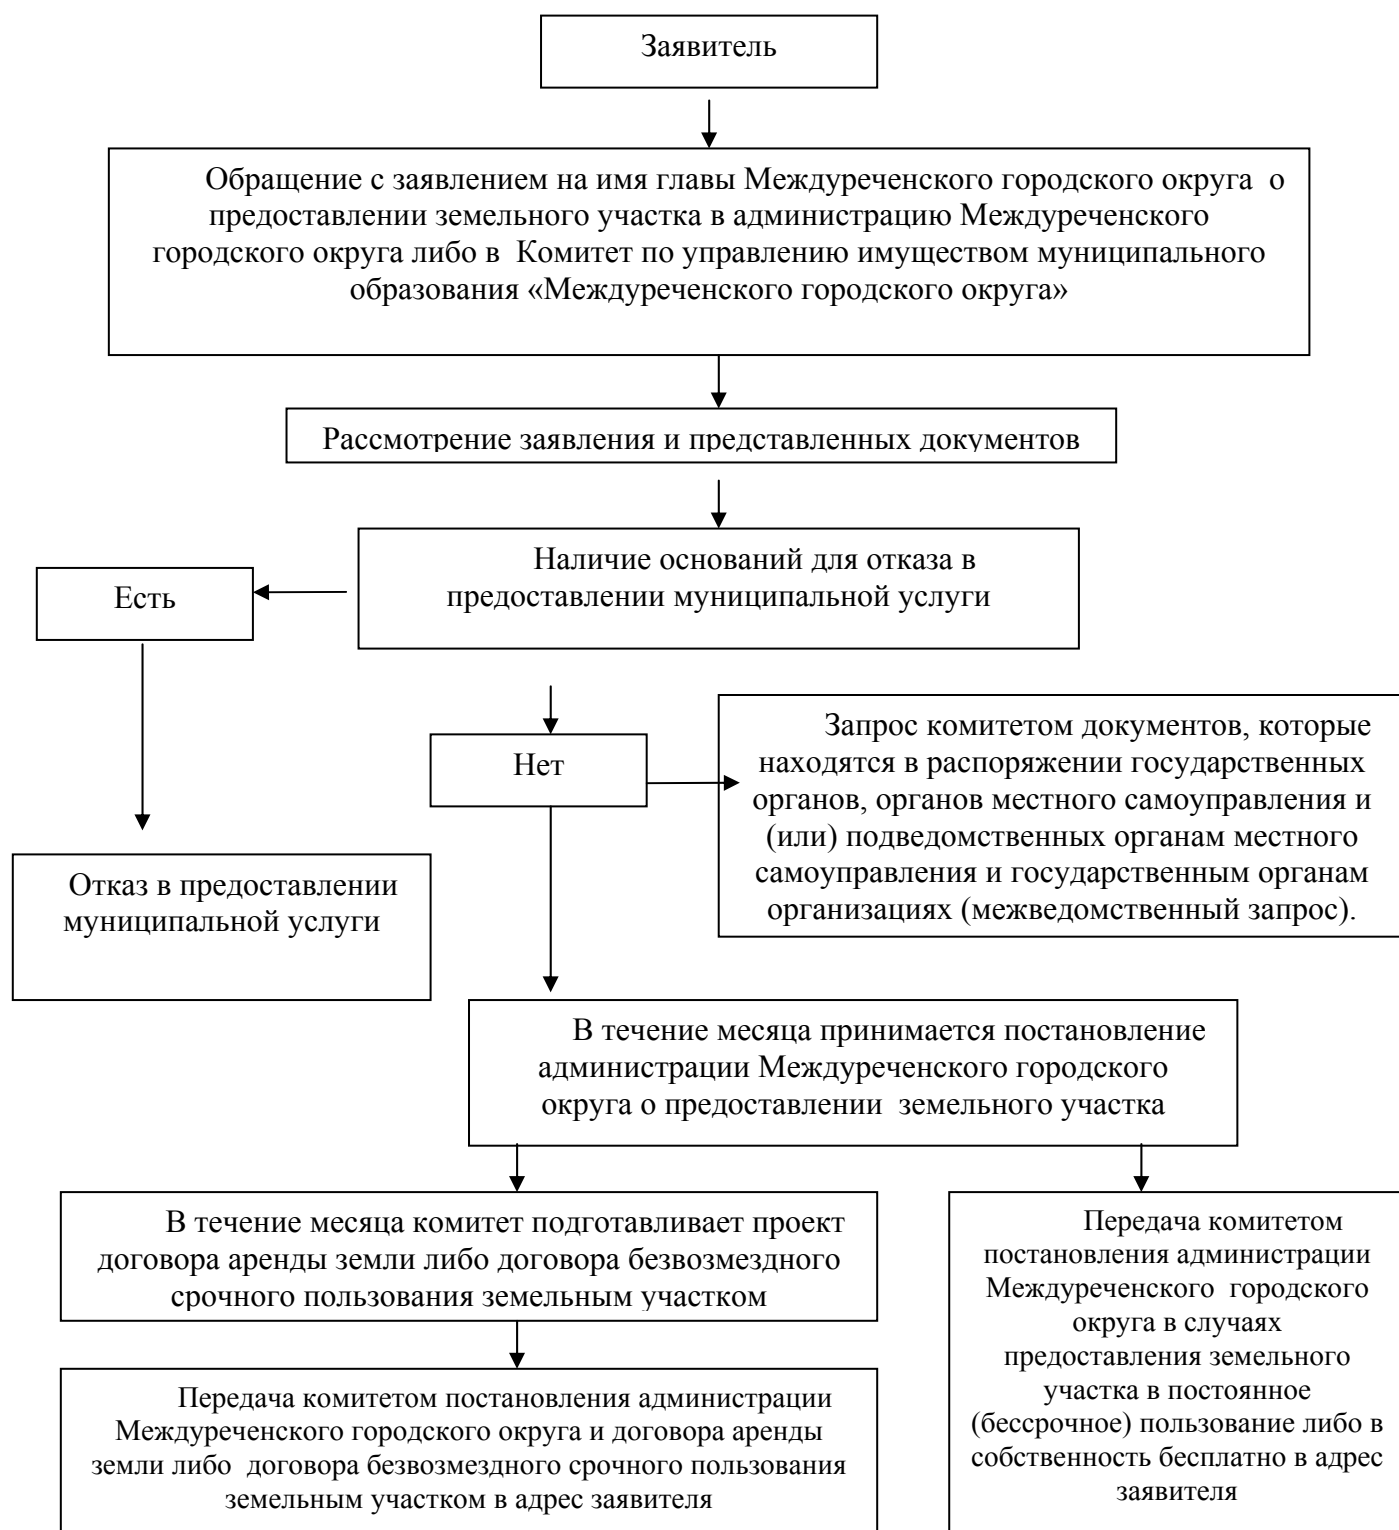 Заявитель
Обращение с заявлением на имя главы Междуреченского городского округа о
предоставлении земельного участка в администрацию Междуреченского
городского округа либо в Комитет по управлению имуществом муниципального
образования «Междуреченского городского округа»
Рассмотрение заявления и представленных документов
Наличие оснований для отказа в
предоставлении муниципальной услуги
Есть
Нет
Запрос комитетом документов, которые
находятся в распоряжении государственных
органов, органов местного самоуправления и
(или) подведомственных органам местного
самоуправления и государственным органам
организациях (межведомственный запрос).
Отказ в предоставлении
муниципальной услуги
В течение месяца принимается постановление
администрации Междуреченского городского
округа о предоставлении земельного участка
В течение месяца комитет подготавливает проект
договора аренды земли либо договора безвозмездного
срочного пользования земельным участком
Передача комитетом постановления администрации
Междуреченского городского округа и договора аренды
земли либо договора безвозмездного срочного пользования
земельным участком в адрес заявителя
Передача комитетом
постановления администрации
Междуреченского городского
округа в случаях
предоставления земельного
участка в постоянное
(бессрочное) пользование либо в
собственность бесплатно в адрес
заявителя